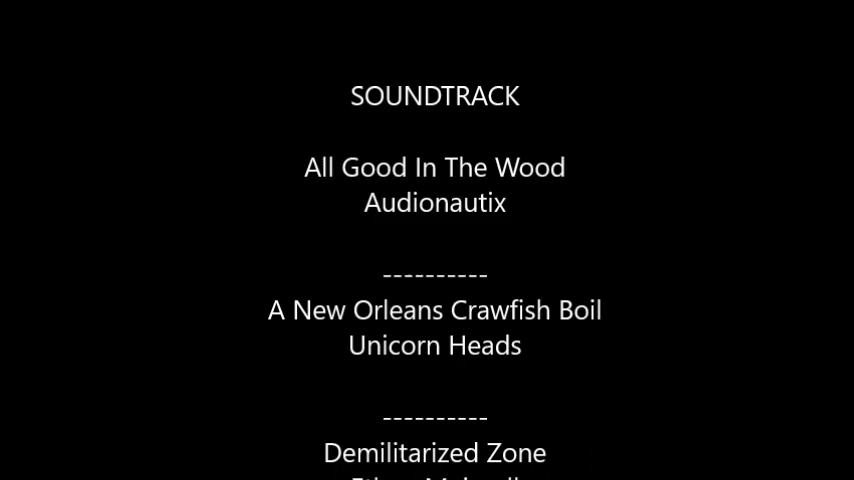 SOUNDTRACK
All Good In The Wood
Audionautix
----------
A New Orleans Crawfish Boil
Unicorn Heads
----------
Demilitarized Zone